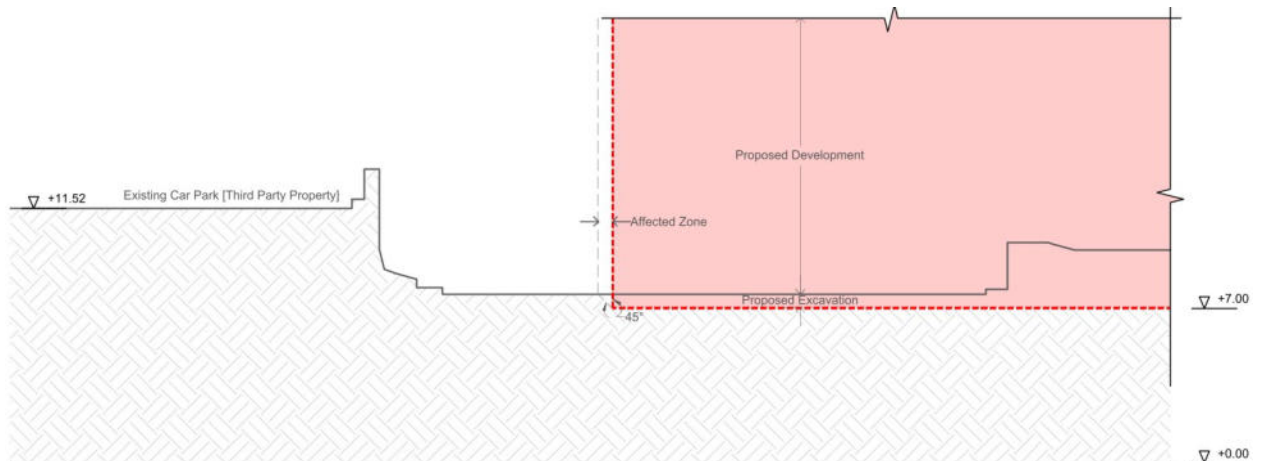 Proposed Development
+11.52
Existing Car Park [Third Party Property]
Affected Zone
Proposed Excavation
+7.00
45°
+0.00